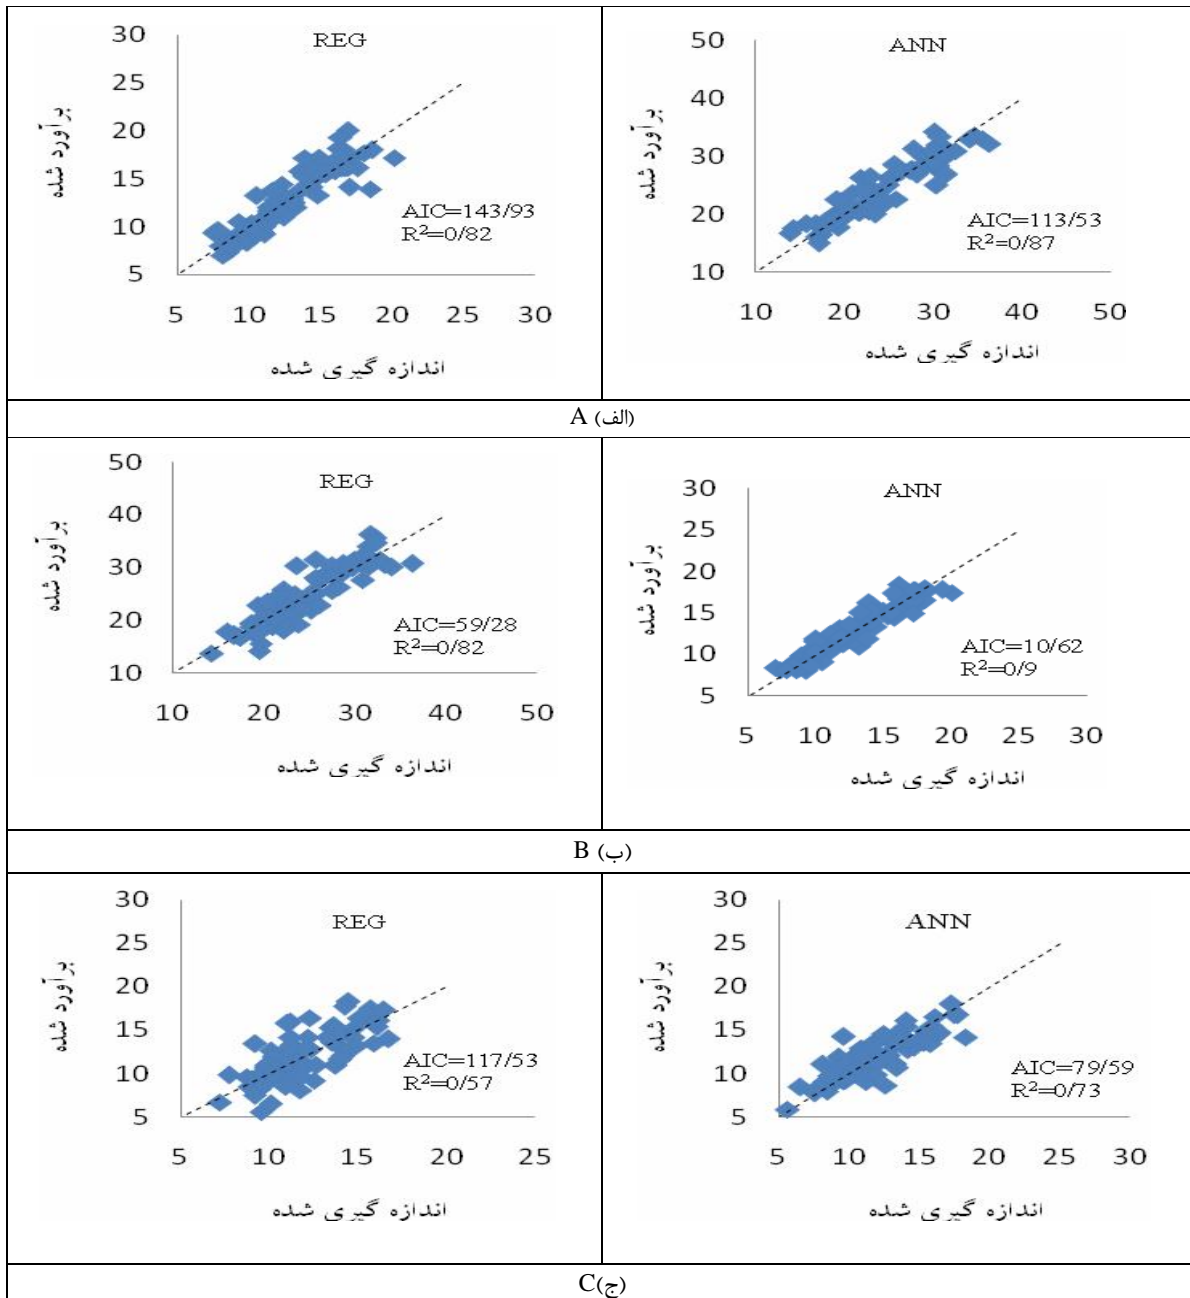 REG
30
25
20
15
10
5
برآورد شده
AIC=143/93
R²=0/82
5 10 15 20 25 30
اندازه گیری شده
ANN
50
40
30
20
10
برآورد شده
AIC=113/53
R²=0/87
10 20 30 40 50
اندازه گیری شده
A (الف)
REG
50
40
30
20
10
برآورد شده
AIC=59/28
R²=0/82
10 20 30 40 50
اندازه گیری شده
ANN
30
25
20
15
10
5
برآورد شده
AIC=10/62
R²=0/9
5 10 15 20 25 30
اندازه گیری شده
B (ب)
REG
30
25
20
15
10
5
برآورد شده
AIC=117/53
R²=0/57
5 10 15 20 25
اندازه گیری شده
ANN
30
25
20
15
10
5
برآورد شده
AIC=79/59
R²=0/73
5 10 15 20 25 30
اندازه گیری شده
C(ج)